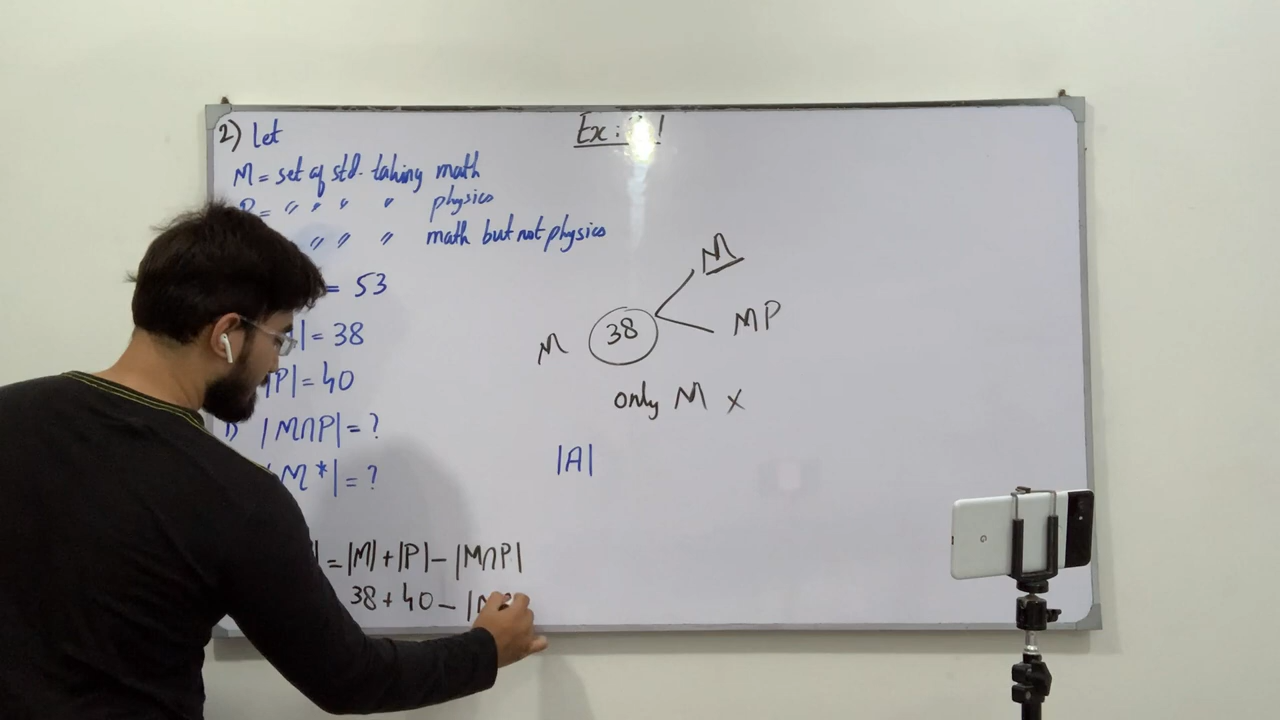 2) Let
Ex: !
M = set of std. taking math
P = " " " " physics
" " " math but not physics
= 53
| = 38
|P| = 40
1) |M∩P| = ?
M*| = ?
M
M 38
MP
only M x
|A|
| = |M| + |P| - |M∩P|
38 + 40 - |